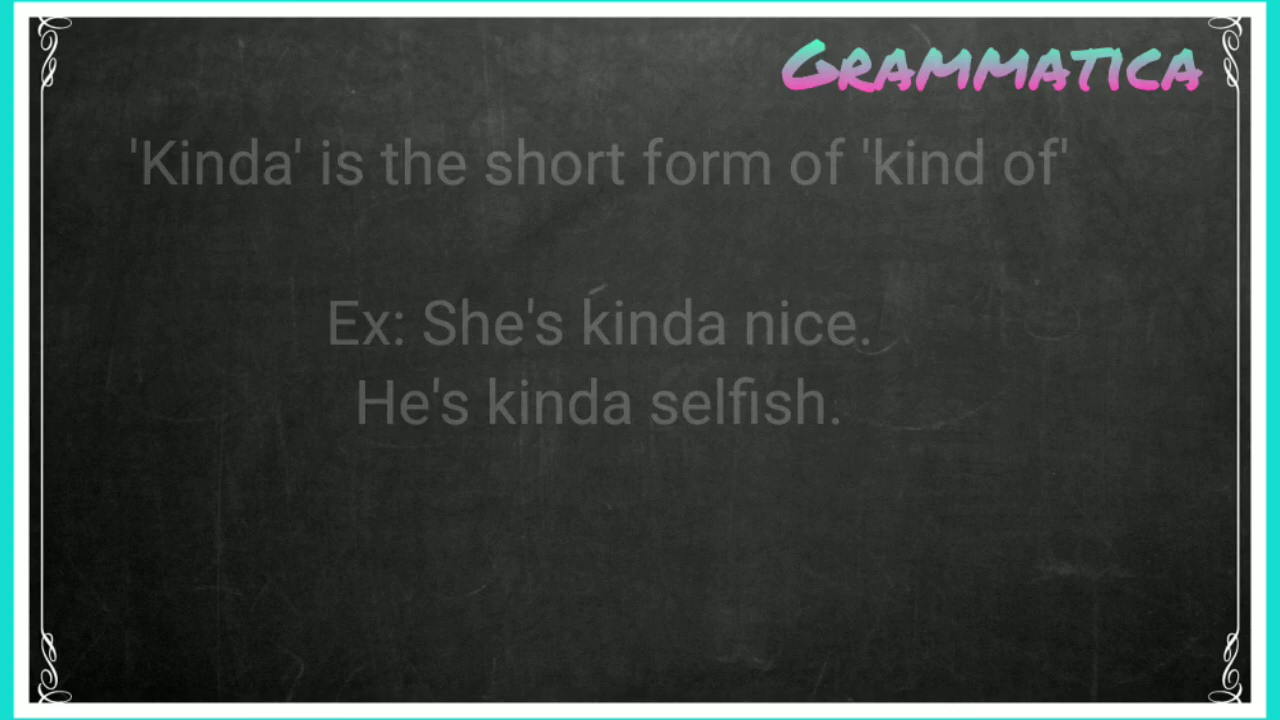 GRAMMATICA
'Kinda' is the short form of 'kind of'
Ex: She's kinda nice.
He's kinda selfish.